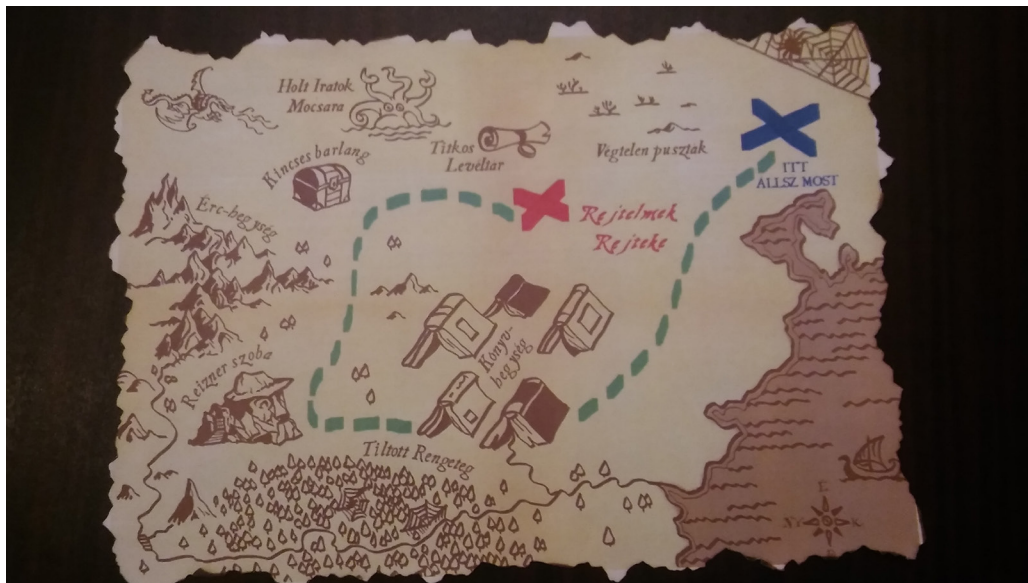 Holt Iratok
Mocsara
Titkos
Levéltár
Végtelen puszták
ITT
ÁLLSZ MOST
Kincses barlang
Érc-hegység
Rejtelmek
Rejteke
Könyv-
hegység
Reizner szoba
Tiltott Rengeteg
É
NY
K